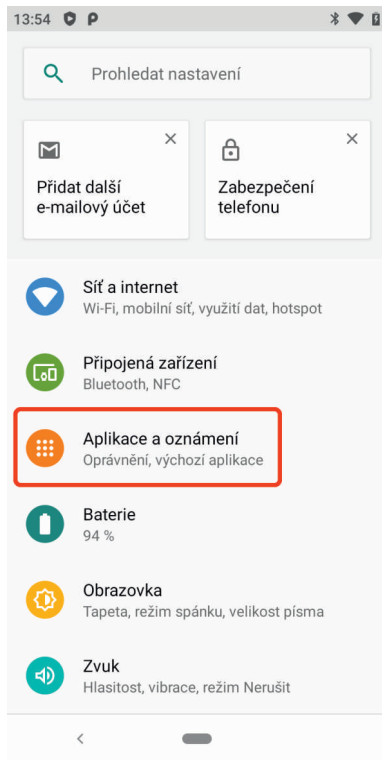 13:54
Prohledat nastavení
Přidat další
e-mailový účet
Zabezpečení
telefonu
Síť a internet
Wi-Fi, mobilní síť, využití dat, hotspot
Připojená zařízení
Bluetooth, NFC
Aplikace a oznámení
Oprávnění, výchozí aplikace
Baterie
94 %
Obrazovka
Tapeta, režim spánku, velikost písma
Zvuk
Hlasitost, vibrace, režim Nerušit